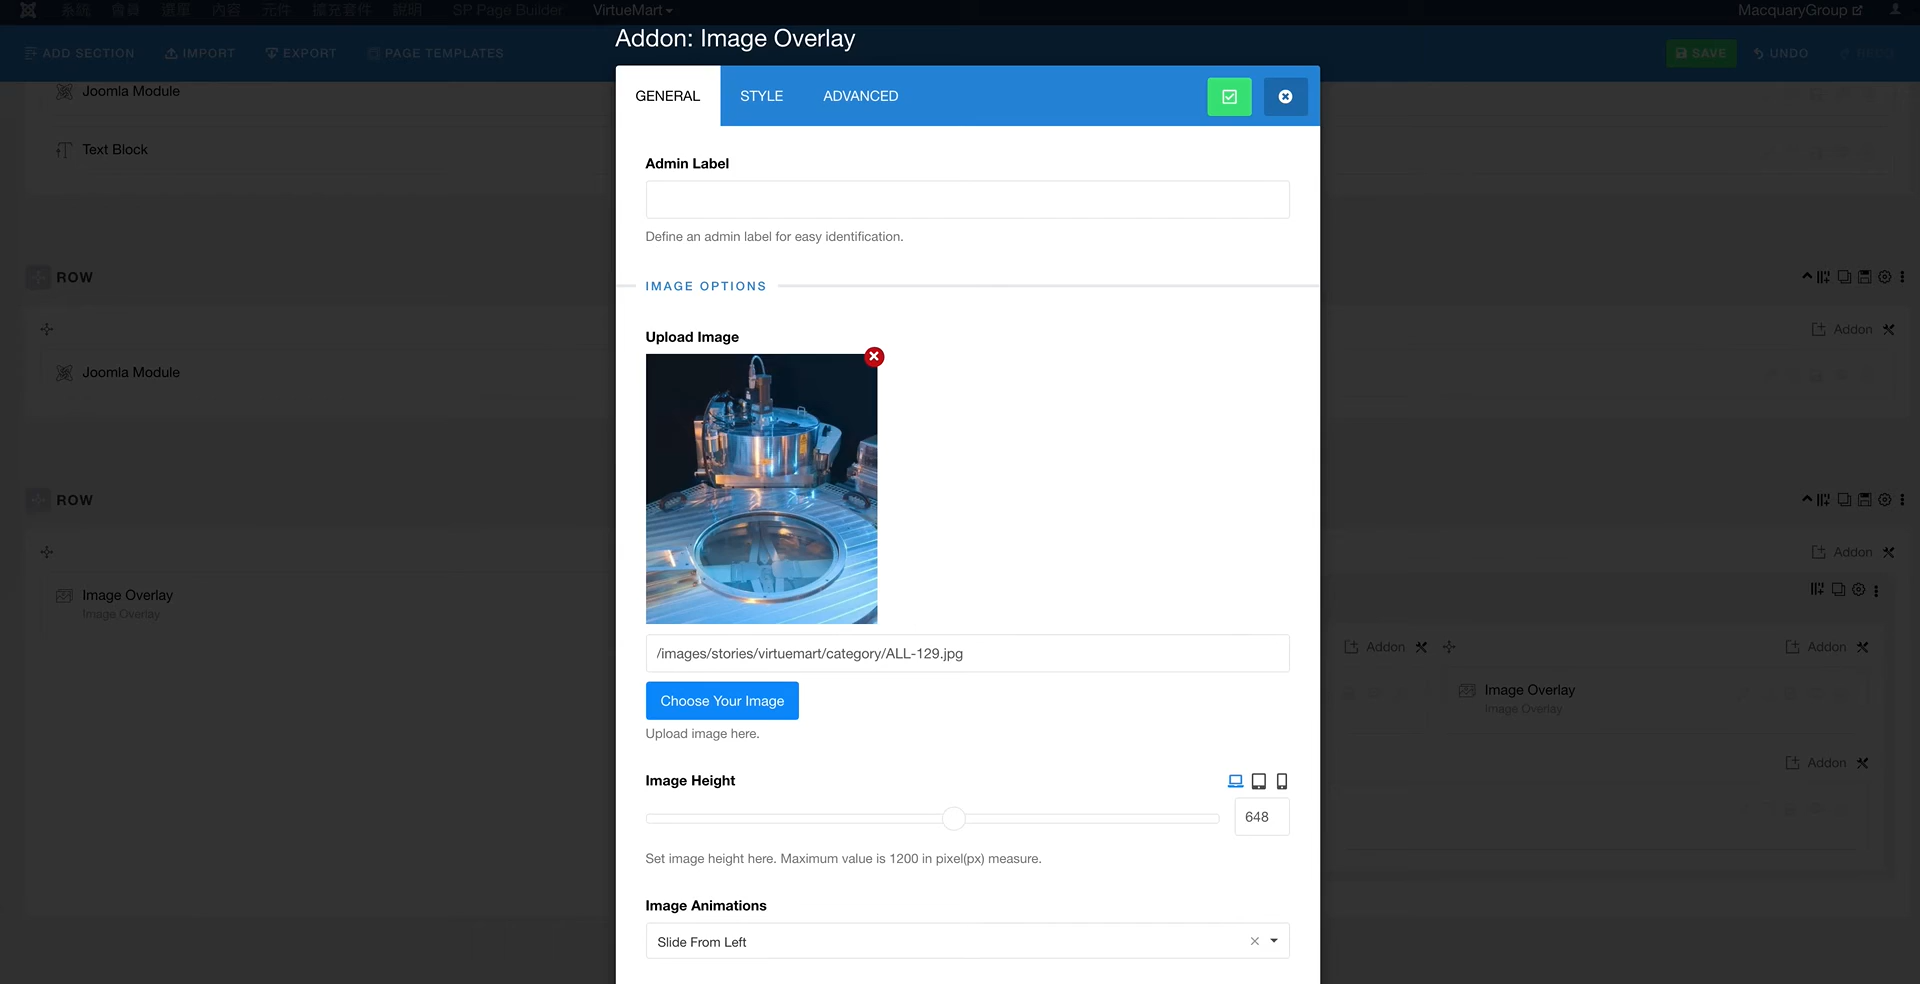 系統 會員 選單 內容 元件 擴充套件 說明 SP Page Builder VirtueMart MacquaryGroup
Addon: Image Overlay
ADD SECTION IMPORT EXPORT PAGE TEMPLATES SAVE UNDO REDO
GENERAL STYLE ADVANCED
Joomla Module
Text Block
Admin Label
Define an admin label for easy identification.
ROW
IMAGE OPTIONS
Addon
Upload Image
Joomla Module
/images/stories/virtuemart/category/ALL-129.jpg
Choose Your Image
Upload image here.
ROW
Addon
Image Overlay
Image Overlay
Addon Addon
Image Overlay
Image Overlay
Addon
Image Height
648
Set image height here. Maximum value is 1200 in pixel(px) measure.
Image Animations
Slide From Left